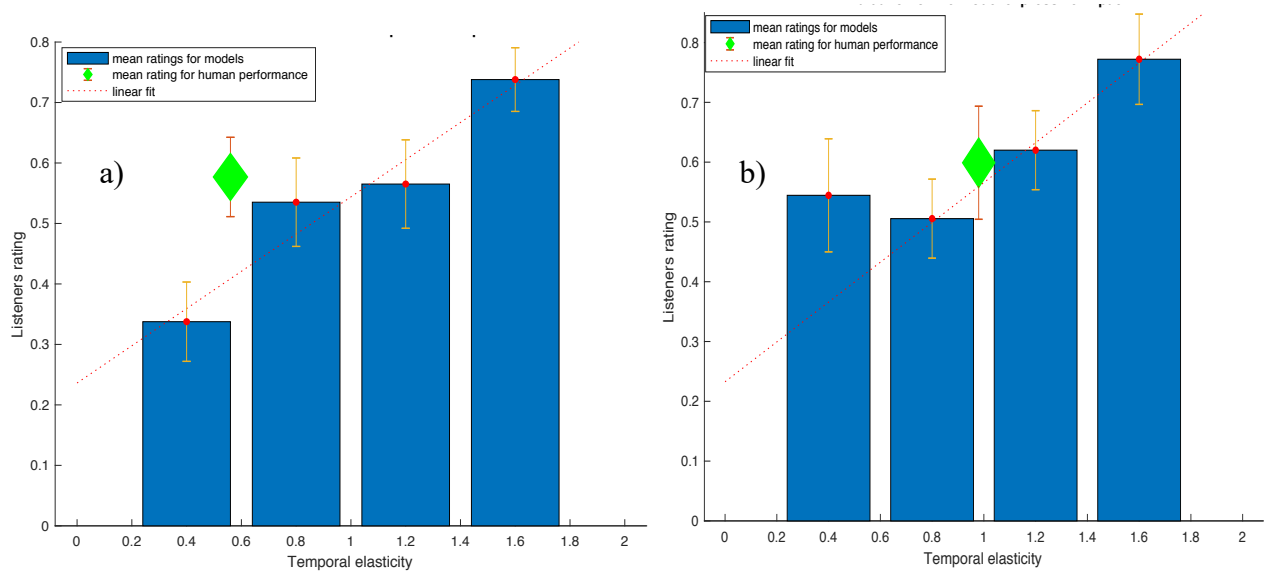 mean ratings for models
mean rating for human performance
linear fit
a)
Listeners rating
0.8
0.7
0.6
0.5
0.4
0.3
0.2
0.1
0
0 0.2 0.4 0.6 0.8 1 1.2 1.4 1.6 1.8 2
Temporal elasticity
mean ratings for models
mean rating for human performance
linear fit
b)
Listeners rating
0.8
0.7
0.6
0.5
0.4
0.3
0.2
0.1
0
0 0.2 0.4 0.6 0.8 1 1.2 1.4 1.6 1.8 2
Temporal elasticity